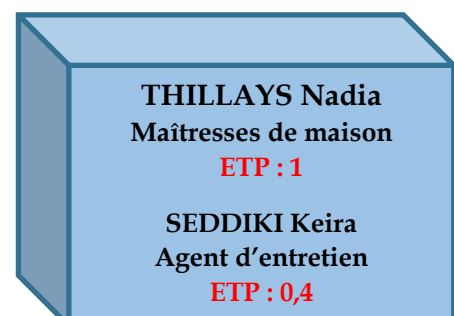 THILLAYS Nadia
Maîtresses de maison
ETP : 1
SEDDIKI Keira
Agent d’entretien
ETP : 0,4